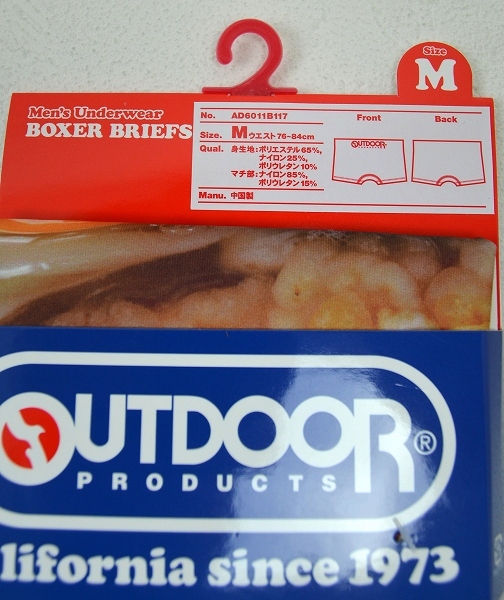 Size
M
Men's Underwear
BOXER BRIEFS
No. AD6011B117 Front Back
Size. Mウエスト76-84cm
Qual. 身生地:ポリエステル65%,
ナイロン25%,
ポリウレタン10%
マチ部:ナイロン85%,
ポリウレタン15%
Manu. 中国製
OUTDOOR
OUTDOOR®
PRODUCTS
lifornia since 1973